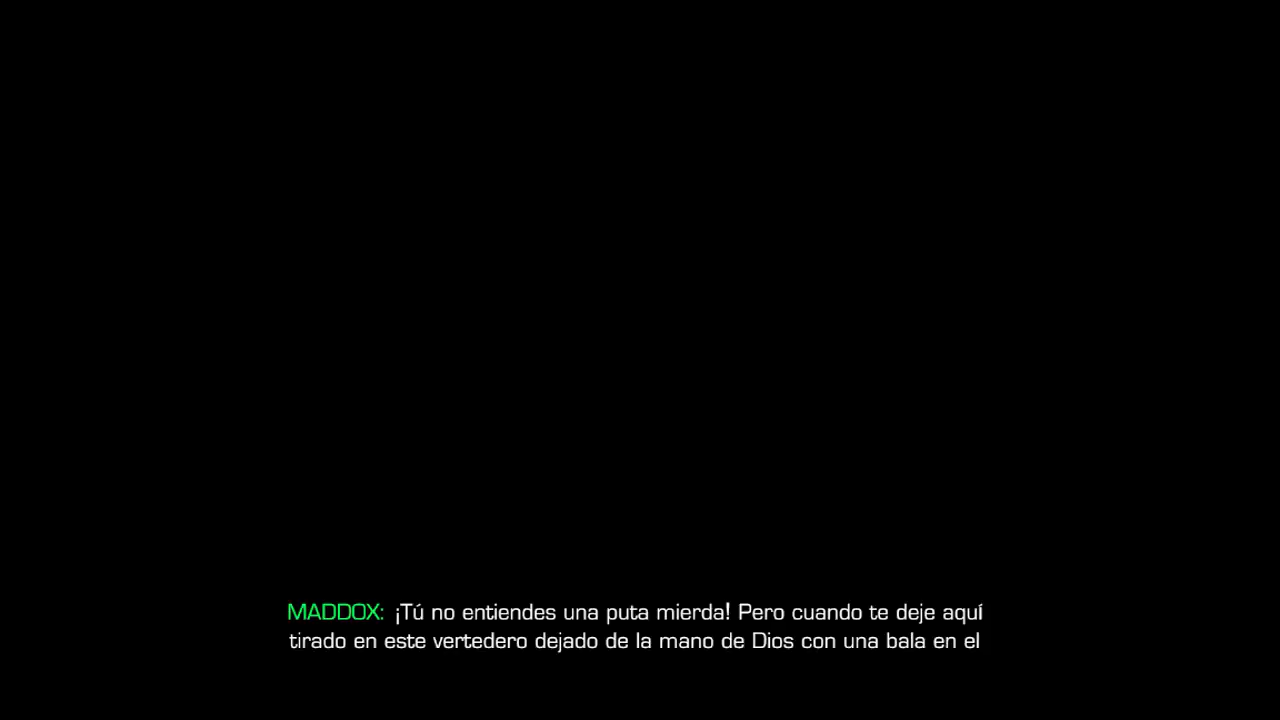 MADDOX: ¡Tú no entiendes una puta mierda! Pero cuando te deje aquí
tirado en este vertedero dejado de la mano de Dios con una bala en el